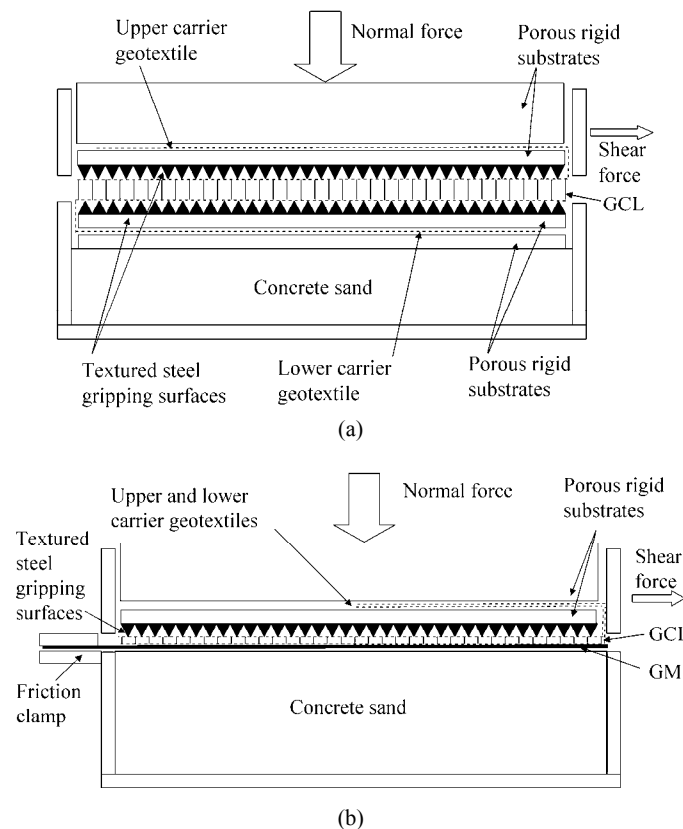 Upper carrier
geotextile
Normal force
Porous rigid
substrates
Shear
force
GCL
Concrete sand
Textured steel
gripping surfaces
Lower carrier
geotextile
Porous rigid
substrates
(a)
Upper and lower
carrier geotextiles
Normal force
Porous rigid
substrates
Textured
steel
gripping
surfaces
Shear
force
GCI
GM
Friction
clamp
Concrete sand
(b)